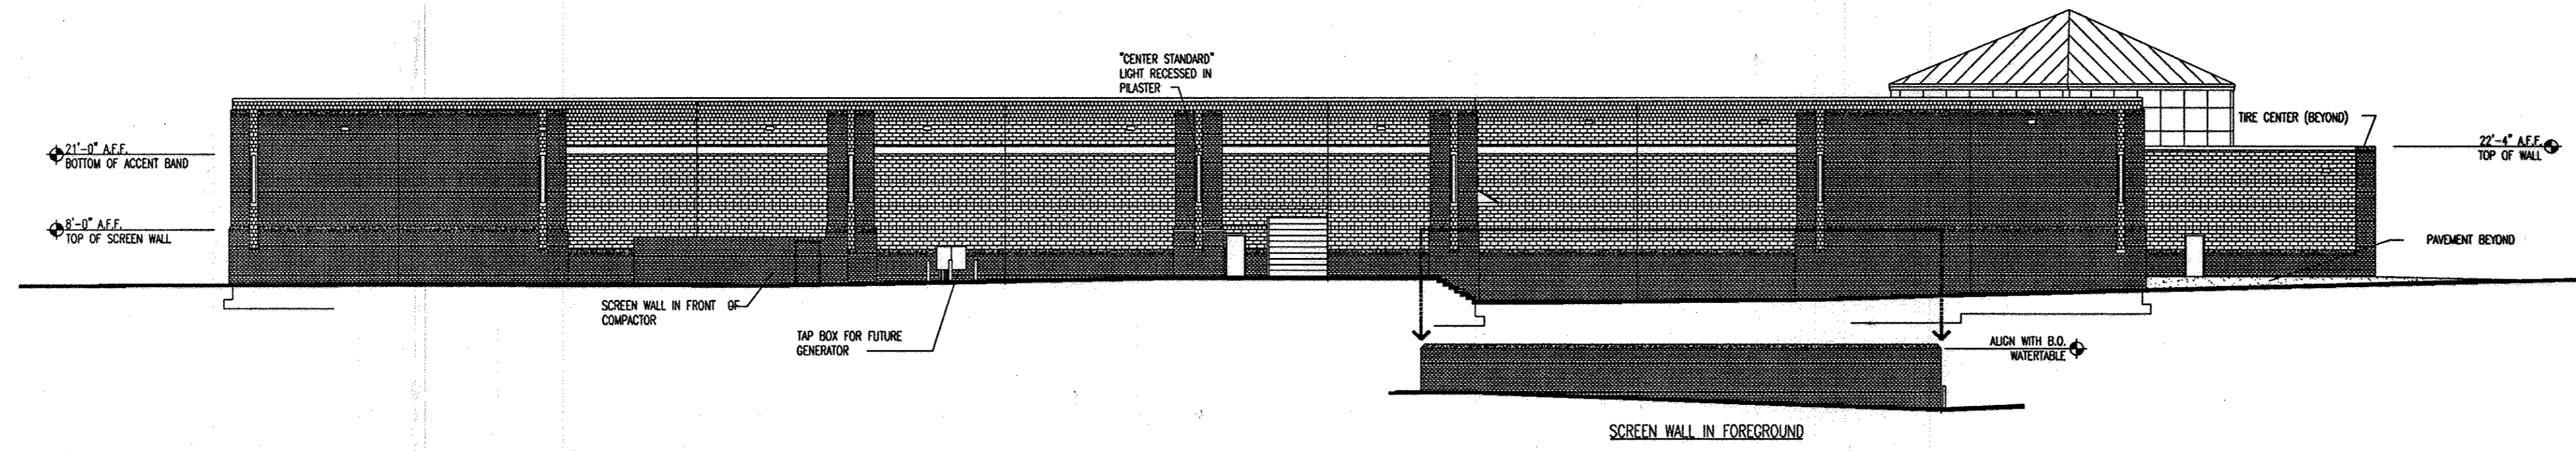 "CENTER STANDARD"
LIGHT RECESSED IN
PILASTER
TIRE CENTER (BEYOND)
21'-0" A.F.F.
BOTTOM OF ACCENT BAND
22'-4" A.F.F.
TOP OF WALL
8'-0" A.F.F.
TOP OF SCREEN WALL
PAVEMENT BEYOND
SCREEN WALL IN FRONT OF
COMPACTOR
TAP BOX FOR FUTURE
GENERATOR
ALIGN WITH B.O.
WATERTABLE
SCREEN WALL IN FOREGROUND